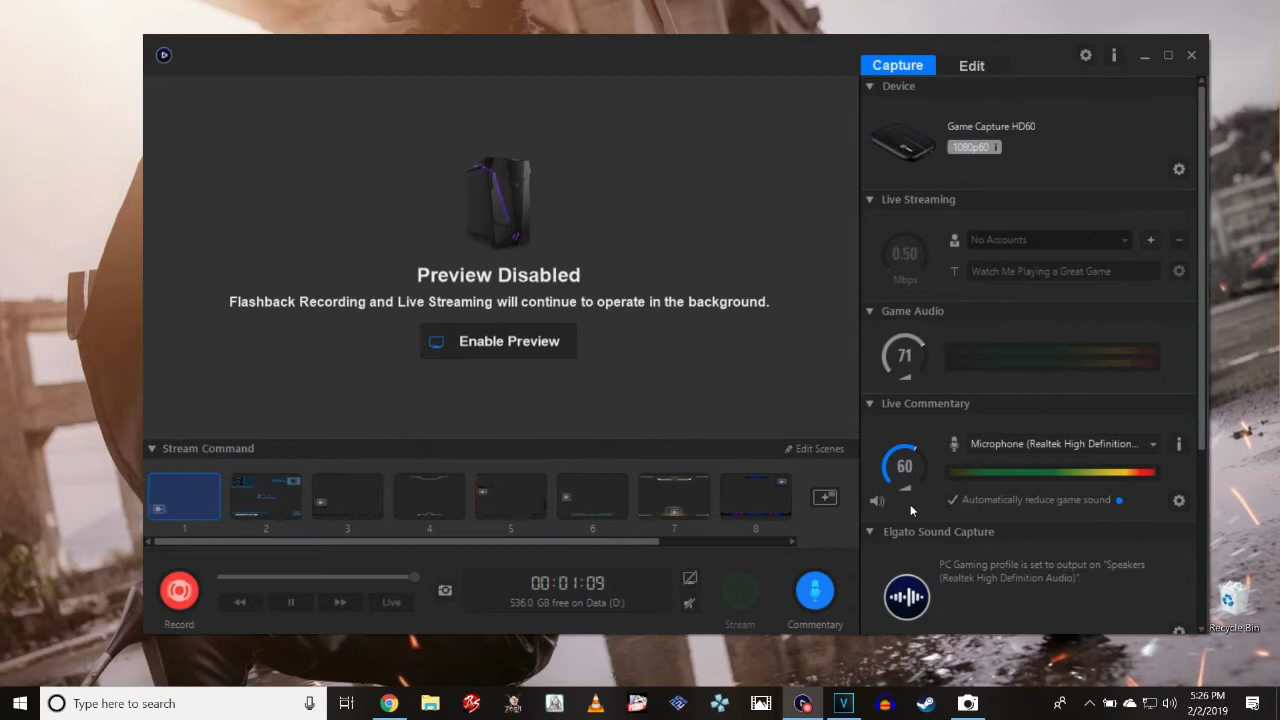 Capture
Edit
Device
Game Capture HD60
1080p60 i
Live Streaming
0.50
Mbps
No Accounts
T Watch Me Playing a Great Game
Game Audio
71
Live Commentary
60
Microphone (Realtek High Definition...
Automatically reduce game sound
Elgato Sound Capture
PC Gaming profile is set to output on "Speakers
(Realtek High Definition Audio)".
Preview Disabled
Flashback Recording and Live Streaming will continue to operate in the background.
Enable Preview
Stream Command
Edit Scenes
1 2 3 4 5 6 7 8
Live
00:01:09
536.0 GB free on Data (D:)
Record
Stream
Commentary
Recycle Bin
Type here to search
V
5:26 PM
2/2/2019